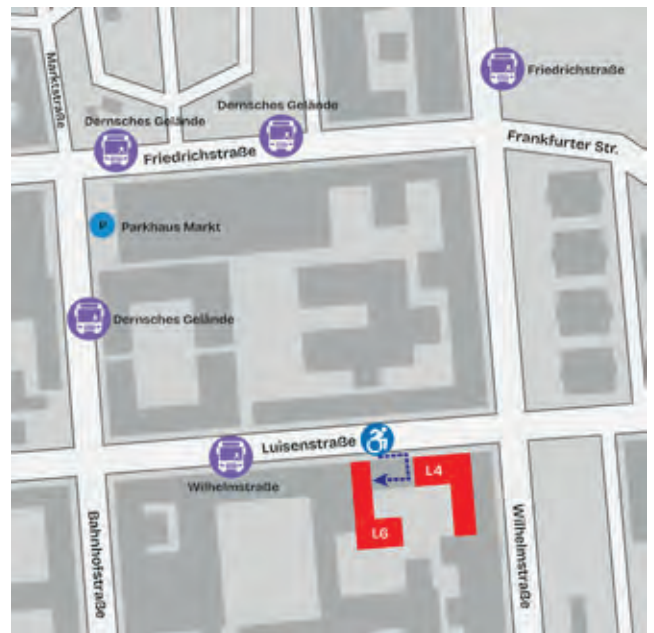 Marktstraße
Friedrichstraße
Dernsches Gelände
Dernsches Gelände
Friedrichstraße
Frankfurter Str.
P
Parkhaus Markt
Dernsches Gelände
Luisenstraße
Wilhelmstraße
L4
L6
Bahnhofstraße
Wilhelmstraße